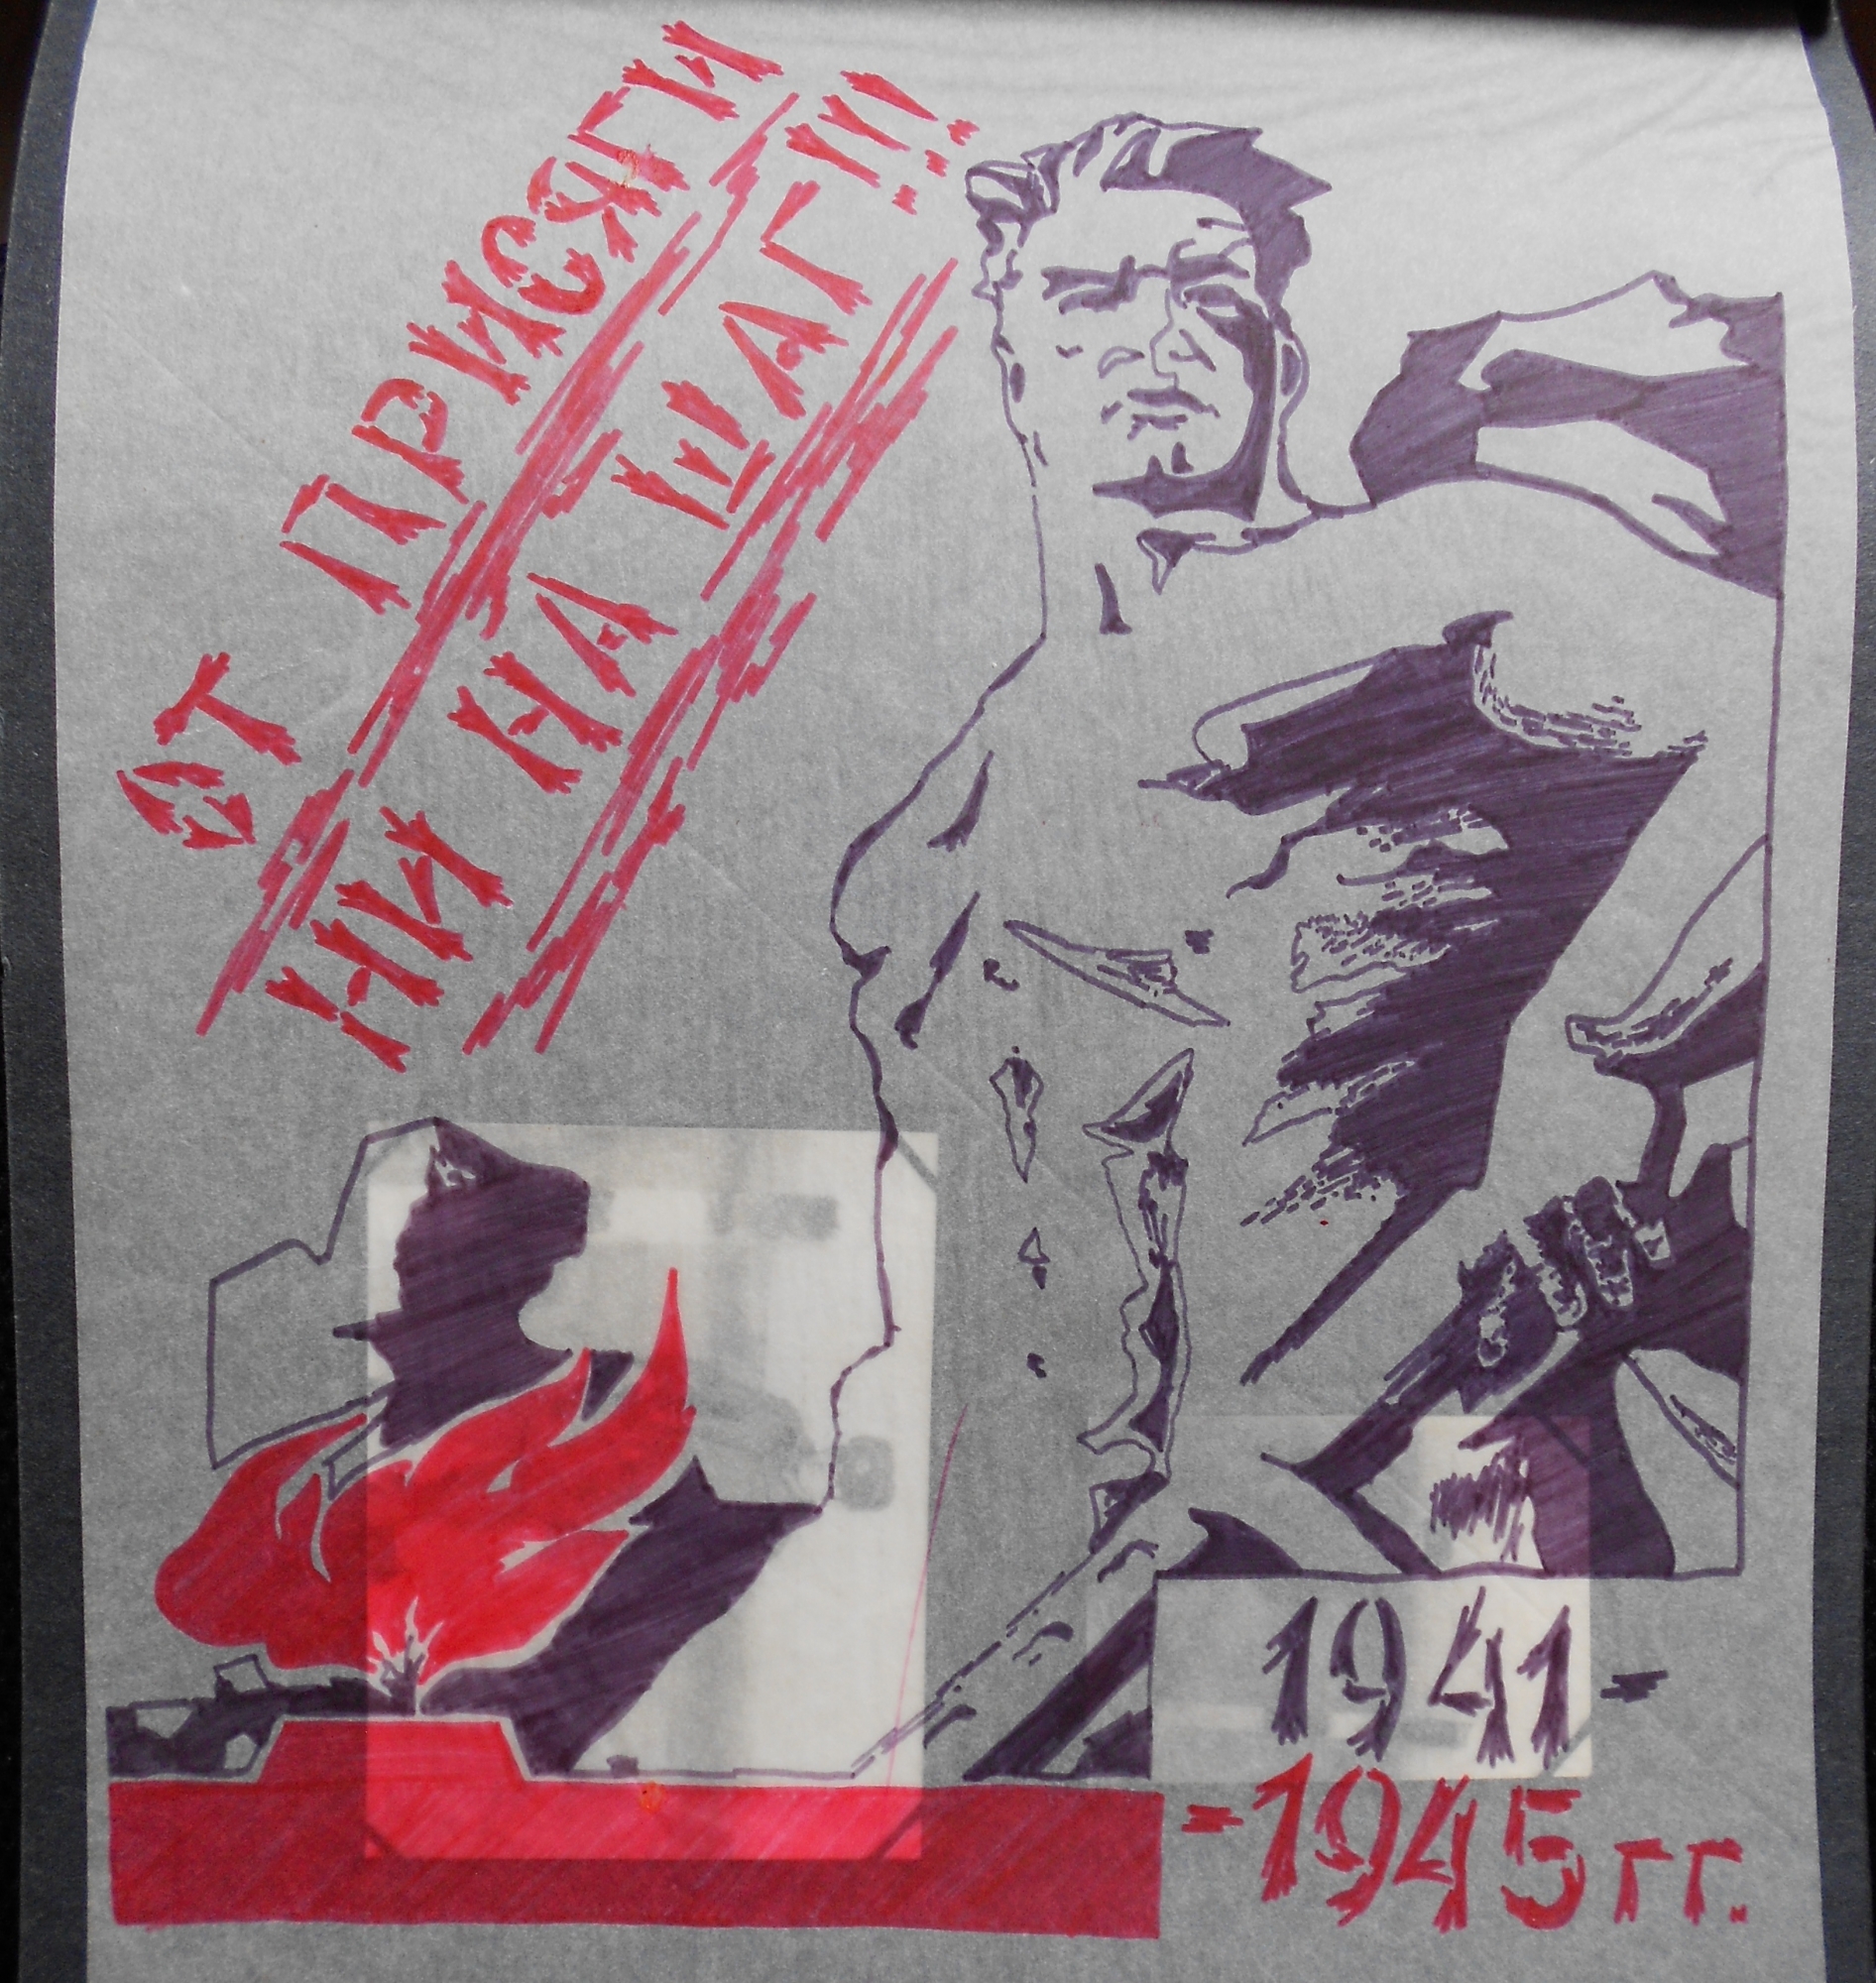 ОТ ПРИСЯГИ
НИ НА ШАГ!!
1941-
-1945 гг.